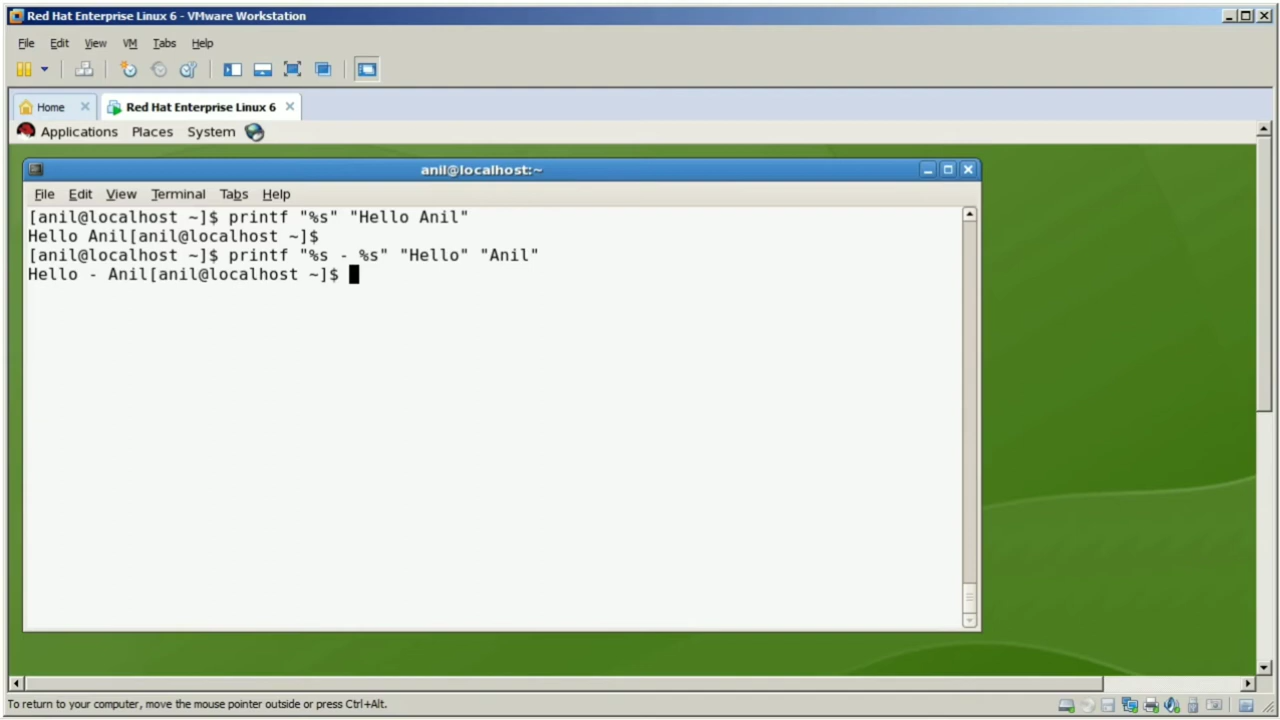 Red Hat Enterprise Linux 6 - VMware Workstation
File Edit View VM Tabs Help
Home Red Hat Enterprise Linux 6
Applications Places System
anil@localhost:~
File Edit View Terminal Tabs Help
[anil@localhost ~]$ printf "%s" "Hello Anil"
Hello Anil[anil@localhost ~]$
[anil@localhost ~]$ printf "%s - %s" "Hello" "Anil"
Hello - Anil[anil@localhost ~]$
To return to your computer, move the mouse pointer outside or press Ctrl+Alt.